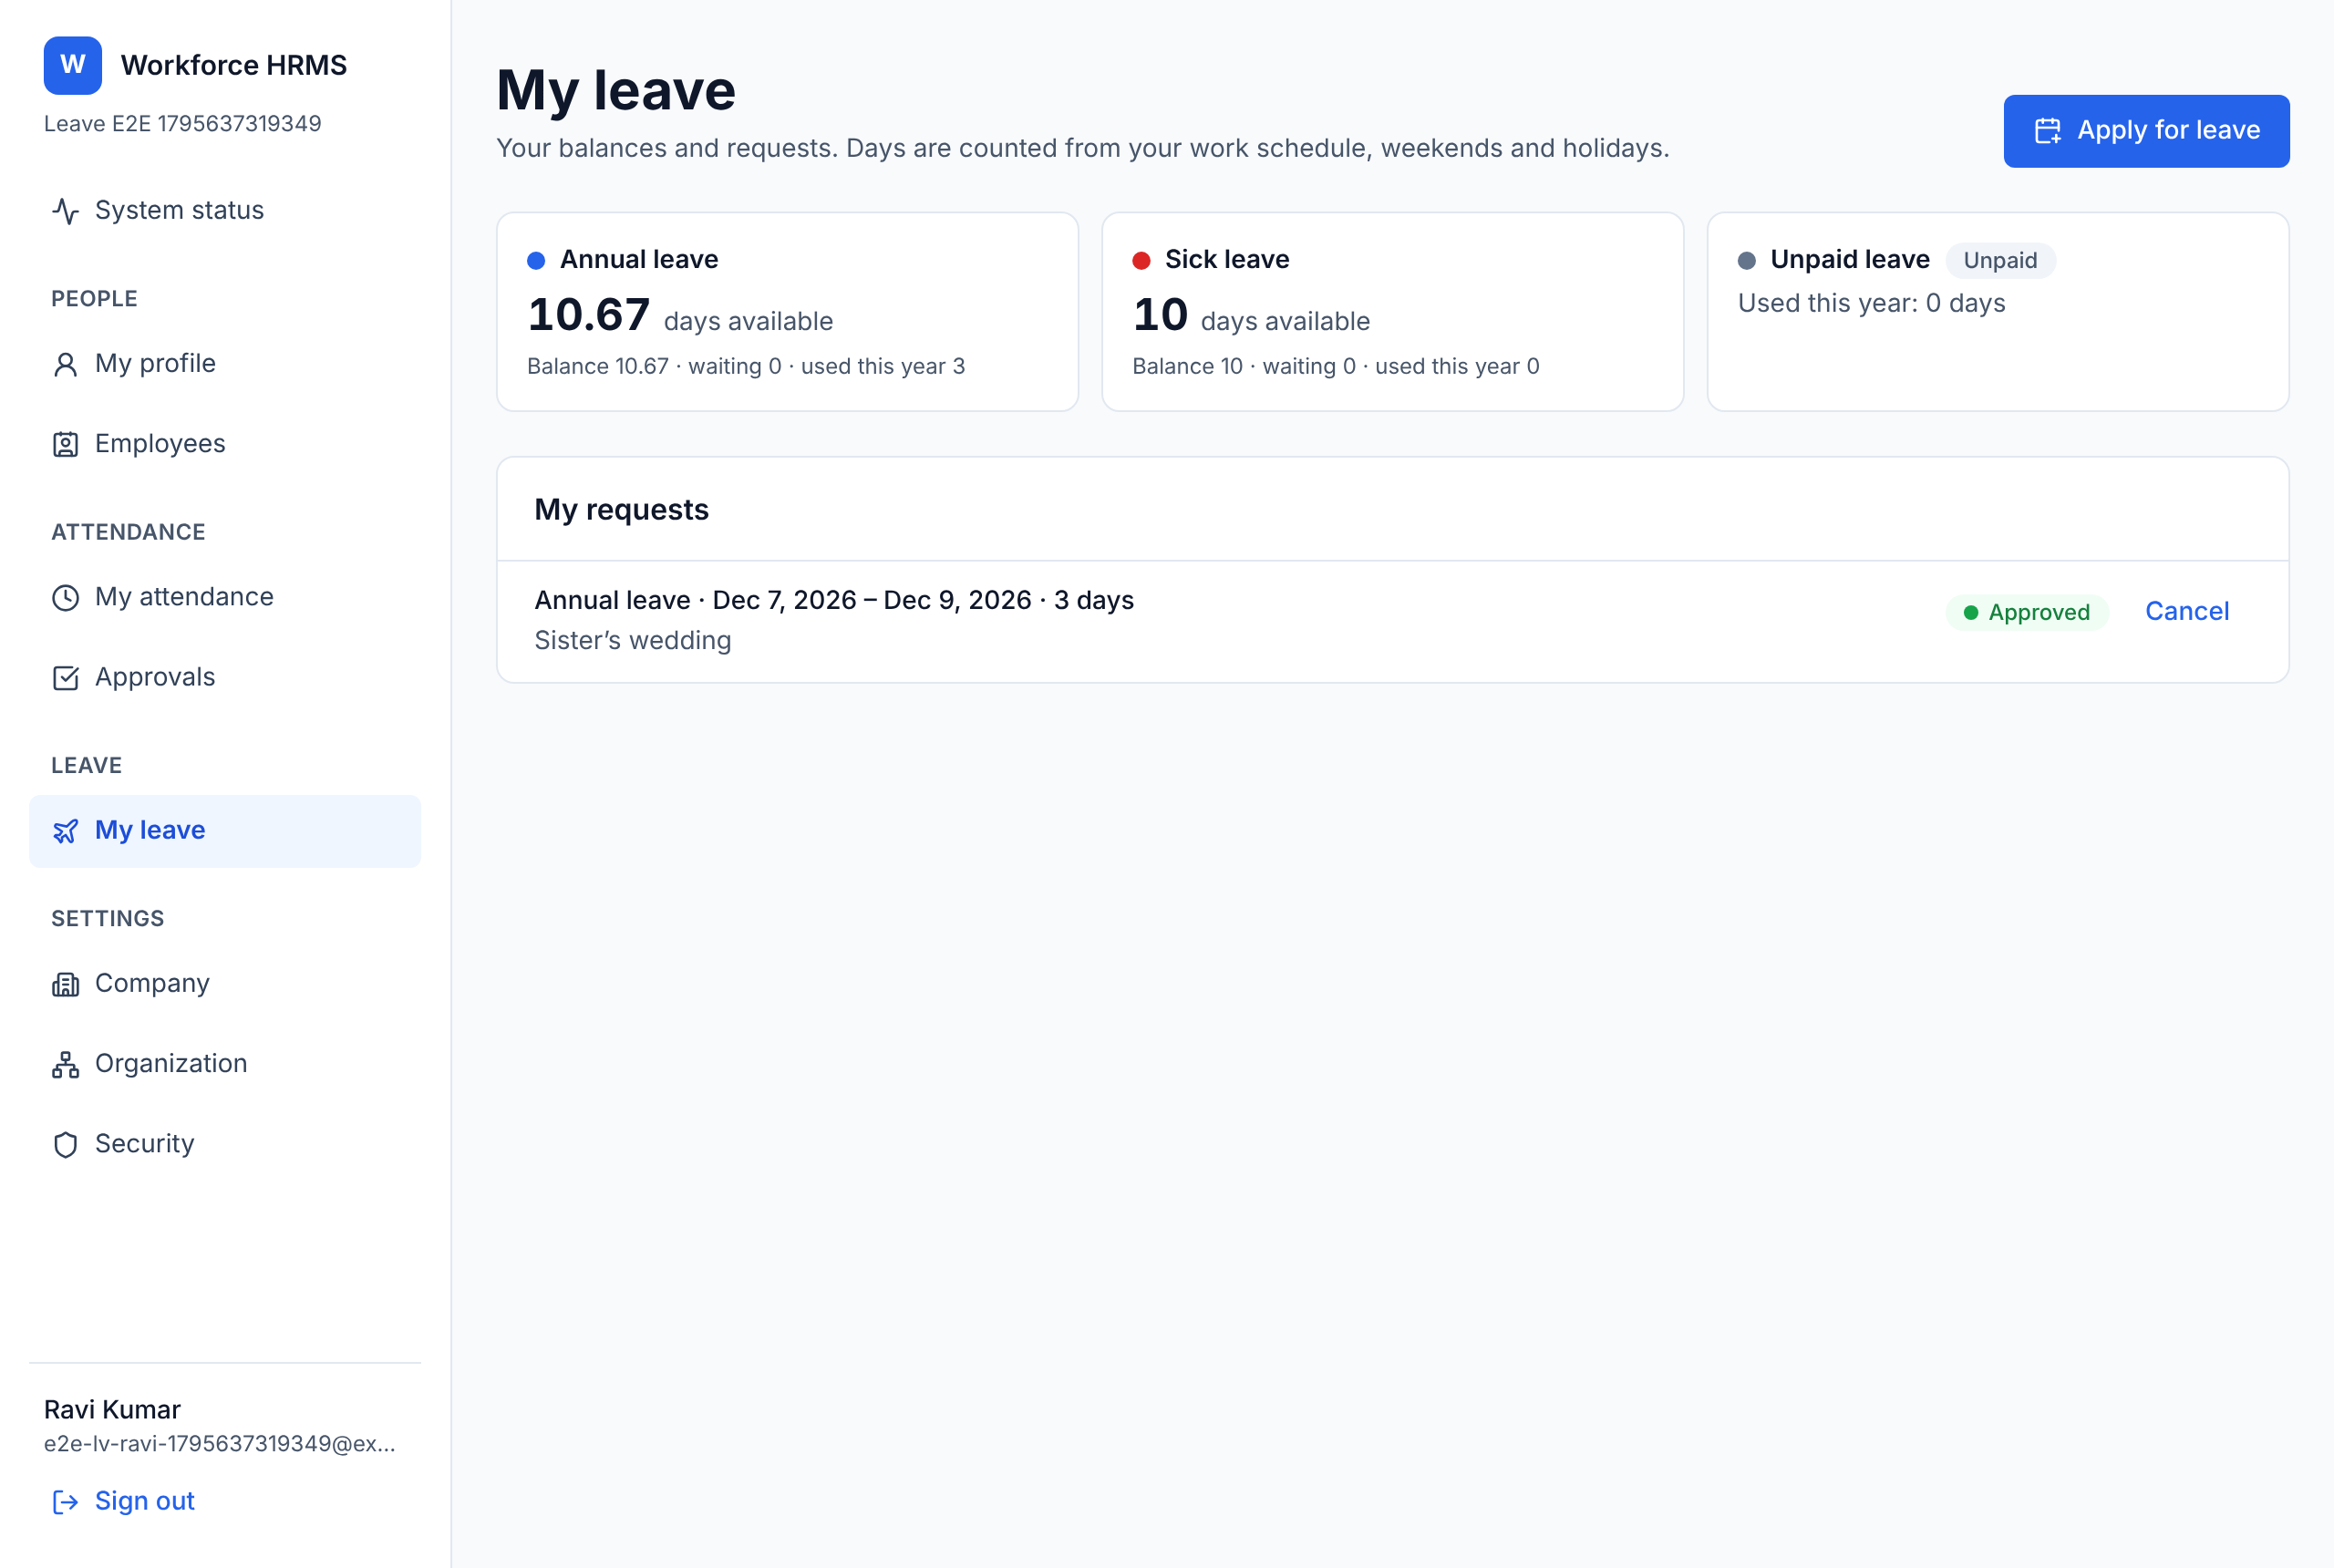 W
Workforce HRMS
Leave E2E 1795637319349
System status
PEOPLE
My profile
Employees
ATTENDANCE
My attendance
Approvals
LEAVE
My leave
SETTINGS
Company
Organization
Security
Ravi Kumar
e2e-lv-ravi-1795637319349@ex...
Sign out
My leave
Your balances and requests. Days are counted from your work schedule, weekends and holidays.
Apply for leave
Annual leave
10.67 days available
Balance 10.67 · waiting 0 · used this year 3
Sick leave
10 days available
Balance 10 · waiting 0 · used this year 0
Unpaid leave Unpaid
Used this year: 0 days
My requests
Annual leave · Dec 7, 2026 – Dec 9, 2026 · 3 days
Sister’s wedding
Approved
Cancel